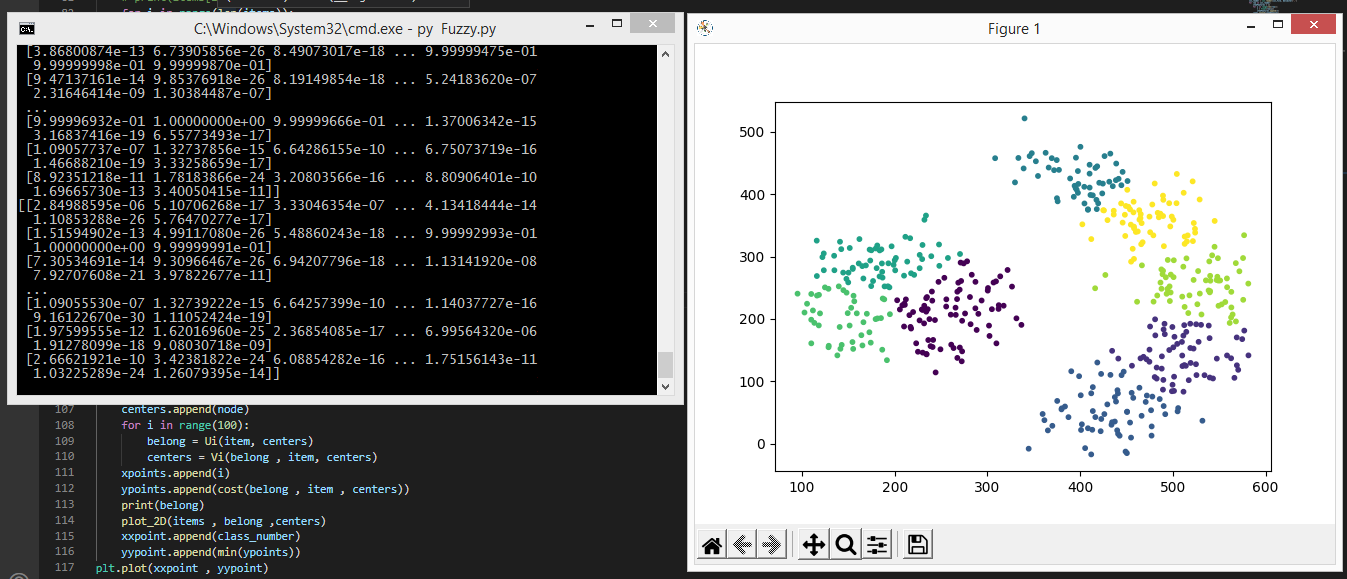 C:\Windows\System32\cmd.exe - py  Fuzzy.py
[3.86800874e-13 6.73905856e-26 8.49073017e-18 ... 9.99999475e-01
9.99999998e-01 9.99999870e-01]
[9.47137161e-14 9.85376918e-26 8.19149854e-18 ... 5.24183620e-07
2.31646414e-09 1.30384487e-07]
...
[9.99996932e-01 1.00000000e+00 9.99999666e-01 ... 1.37006342e-15
3.16837416e-19 6.55773493e-17]
[1.09057737e-07 1.32737856e-15 6.64286155e-10 ... 6.75073719e-16
1.46688210e-19 3.33258659e-17]
[8.92351218e-11 1.78183866e-24 3.20803566e-16 ... 8.80906401e-10
1.69665730e-13 3.40050415e-11]]
[[2.84988595e-06 5.10706268e-17 3.33046354e-07 ... 4.13418444e-14
1.10853288e-26 5.76470277e-17]
[1.51594902e-13 4.99117080e-26 5.48860243e-18 ... 9.99992993e-01
1.00000000e+00 9.99999991e-01]
[7.30534691e-14 9.30966467e-26 6.94207796e-18 ... 1.13141920e-08
7.92707608e-21 3.97822677e-11]
...
[1.09055530e-07 1.32739222e-15 6.64257399e-10 ... 1.14037727e-16
9.16122670e-30 1.11052424e-19]
[1.97599555e-12 1.62016960e-25 2.36854085e-17 ... 6.99564320e-06
1.91278099e-18 9.08030718e-09]
[2.66621921e-10 3.42381822e-24 6.08854282e-16 ... 1.75156143e-11
1.03225289e-24 1.26079395e-14]]
107 centers.append(node)
108 for i in range(100):
109 belong = Ui(item, centers)
110 centers = Vi(belong , item, centers)
111 xpoints.append(i)
112 ypoints.append(cost(belong , item , centers))
113 print(belong)
114 plot_2D(items , belong ,centers)
115 xxpoint.append(class_number)
116 yypoint.append(min(ypoints))
117 plt.plot(xxpoint , yypoint)
Figure 1
500
400
300
200
100
0
100 200 300 400 500 600